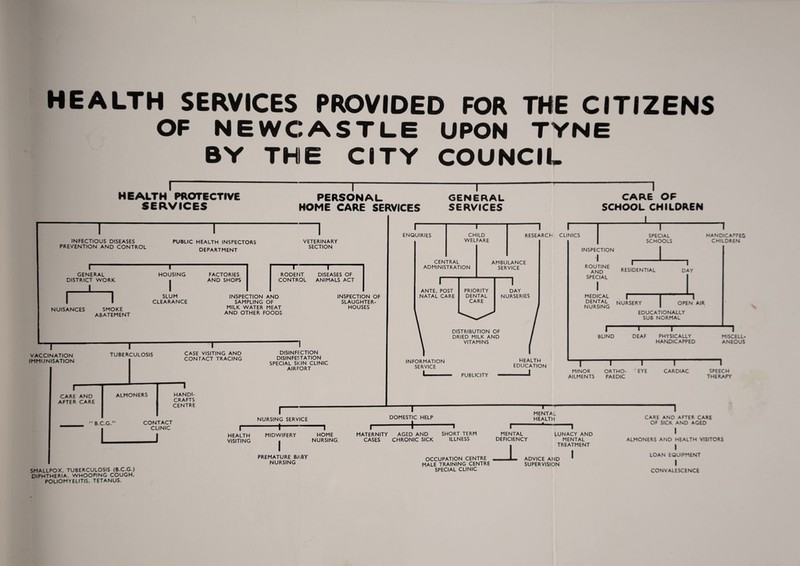 HEALTH SERVICES PROVIDED FOR THE CITIZENS
OF NEWCASTLE UPON TYNE
BY THE CITY COUNCIL
HEALTH PROTECTIVE
SERVICES
PERSONAL
HOME CARE SERVICES
GENERAL
SERVICES
CARE OF
SCHOOL CHILDREN
INFECTIOUS DISEASES
PREVENTION AND CONTROL
PUBLIC HEALTH INSPECTORS
DEPARTMENT
VETERINARY
SECTION
GENERAL
DISTRICT WORK
HOUSING
FACTORIES
AND SHOPS
RODENT
CONTROL
DISEASES OF
ANIMALS ACT
NUISANCES
SMOKE
ABATEMENT
SLUM
CLEARANCE
INSPECTION AND
SAMPLING OF
MILK WATER MEAT
AND OTHER FOODS
INSPECTION OF
SLAUGHTER-
HOUSES
VACCINATION
IMMUNISATION
TUBERCULOSIS
CASE VISITING AND
CONTACT TRACING
DISINFECTION
DISINFESTATION
SPECIAL SKIN CLINIC
AIRPORT
CARE AND
AFTER CARE
ALMONERS
HANDI-
CRAFTS
CENTRE
"B.C.G."
CONTACT
CLINIC
SMALLPOX, TUBERCULOSIS (B.C.G.)
DIPHTHERIA, WHOOPING COUGH,
POLIOMYELITIS, TETANUS.
ENQUIRIES
CHILD
WELFARE
RESEARCH
CENTRAL
ADMINISTRATION
AMBULANCE
SERVICE
ANTE, POST
NATAL CARE
PRIORITY
DENTAL
CARE
DAY
NURSERIES
DISTRIBUTION OF
DRIED MILK AND
VITAMINS
INFORMATION
SERVICE
HEALTH
EDUCATION
PUBLICITY
CLINICS
SPECIAL
SCHOOLS
HANDICAPPED
CHILDREN
INSPECTION
ROUTINE
AND
SPECIAL
RESIDENTIAL
DAY
MEDICAL
DENTAL
NURSING
NURSERY
OPEN AIR
EDUCATIONALLY
SUB NORMAL
BLIND
DEAF
PHYSICALLY
HANDICAPPED
MISCELL-
ANEOUS
MINOR
AILMENTS
ORTHO-
PAEDIC
EYE
CARDIAC
SPEECH
THERAPY
NURSING SERVICE
DOMESTIC HELP
MENTAL
HEALTH
CARE AND AFTER CARE
OF SICK AND AGED
HEALTH
VISITING
MIDWIFERY
HOME
NURSING
MATERNITY
CASES
AGED AND
CHRONIC SICK
SHORT TERM
ILLNESS
MENTAL
DEFICIENCY
LUNACY AND
MENTAL
TREATMENT
ALMONERS AND HEALTH VISITORS
PREMATURE BABY
NURSING
OCCUPATION CENTRE
MALE TRAINING CENTRE
SPECIAL CLINIC
ADVICE AND
SUPERVISION
LOAN EQUIPMENT
CONVALESCENCE